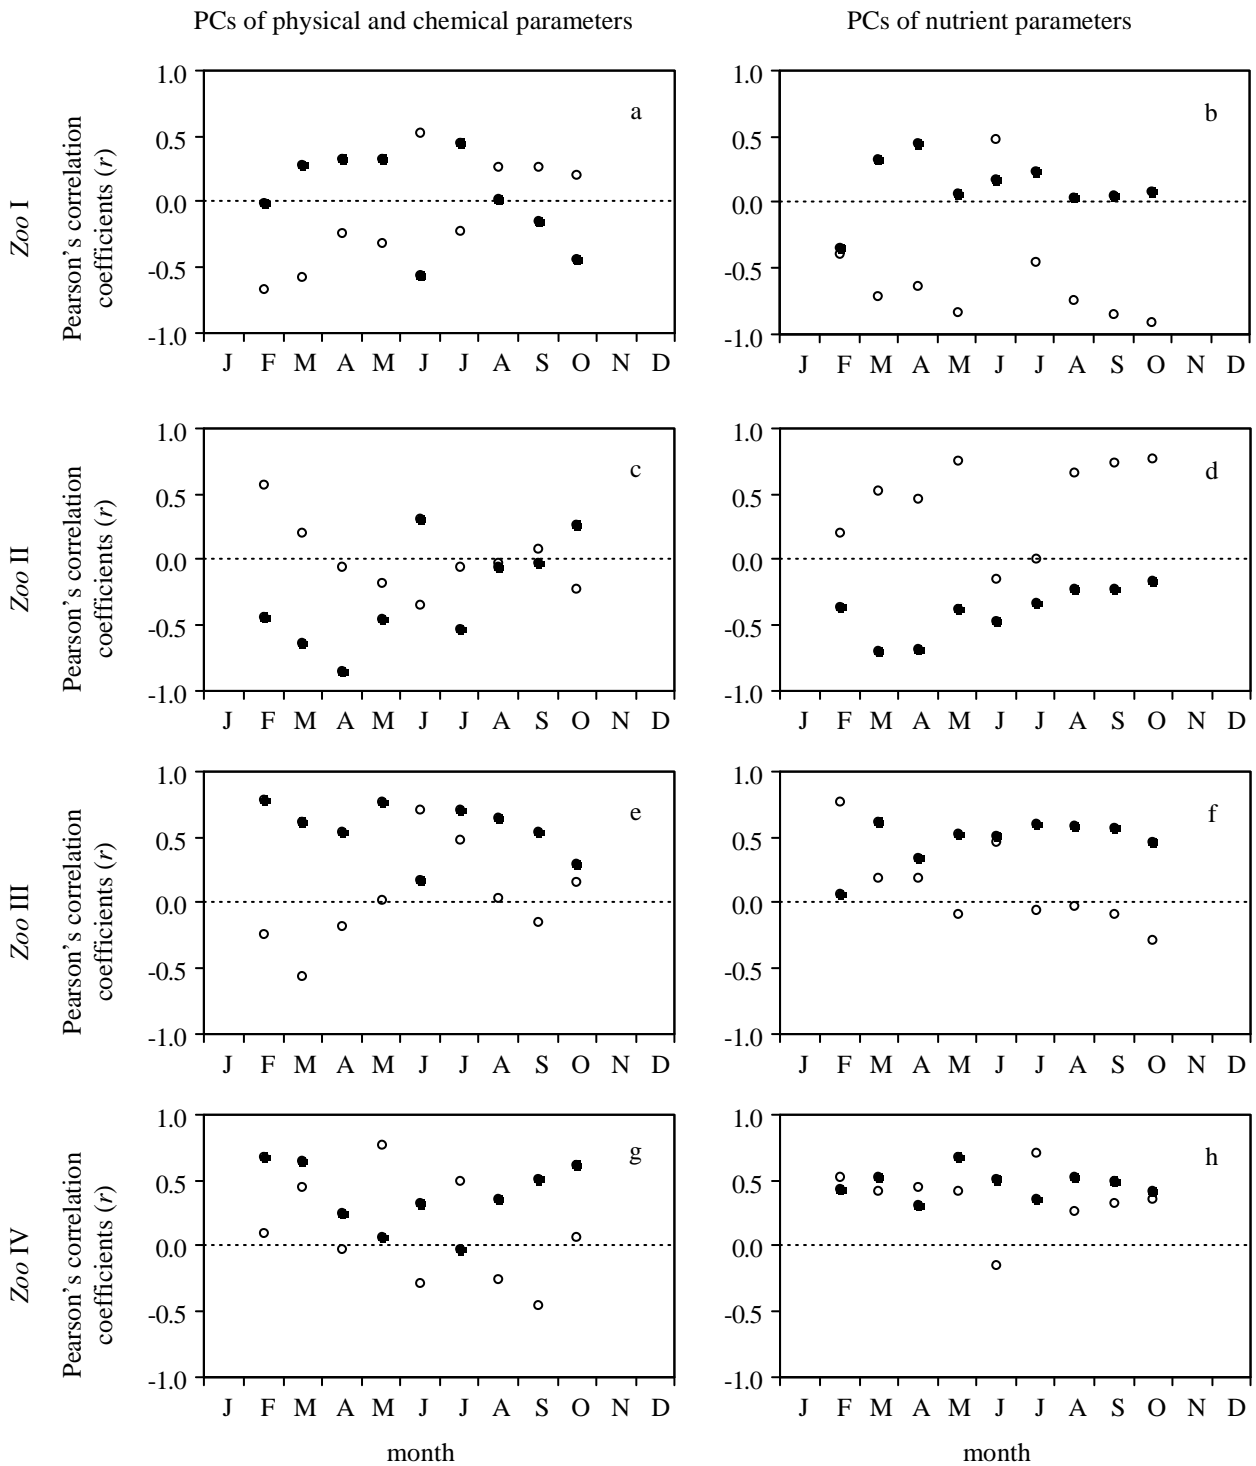 PCs of physical and chemical parameters
PCs of nutrient parameters
Zoo I
Pearson's correlation
coefficients (r)
1.0
0.5
0.0
-0.5
-1.0
a
J F M A M J J A S O N D
1.0
0.5
0.0
-0.5
-1.0
b
J F M A M J J A S O N D
Zoo II
Pearson's correlation
coefficients (r)
1.0
0.5
0.0
-0.5
-1.0
c
J F M A M J J A S O N D
1.0
0.5
0.0
-0.5
-1.0
d
J F M A M J J A S O N D
Zoo III
Pearson's correlation
coefficients (r)
1.0
0.5
0.0
-0.5
-1.0
e
J F M A M J J A S O N D
1.0
0.5
0.0
-0.5
-1.0
f
J F M A M J J A S O N D
Zoo IV
Pearson's correlation
coefficients (r)
1.0
0.5
0.0
-0.5
-1.0
g
J F M A M J J A S O N D
month
1.0
0.5
0.0
-0.5
-1.0
h
J F M A M J J A S O N D
month